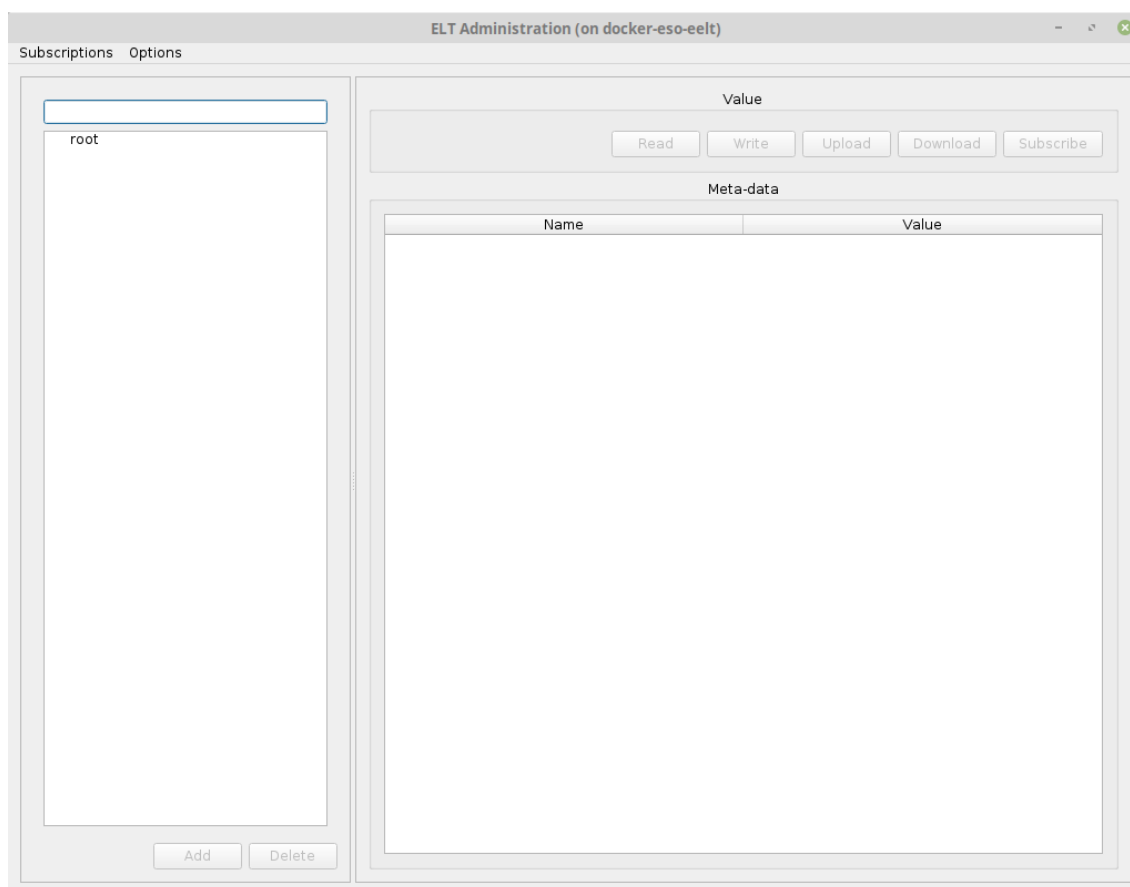 ELT Administration (on docker-eso-eelt)
Subscriptions Options
root
Add Delete
Value
Read Write Upload Download Subscribe
Meta-data
Name Value